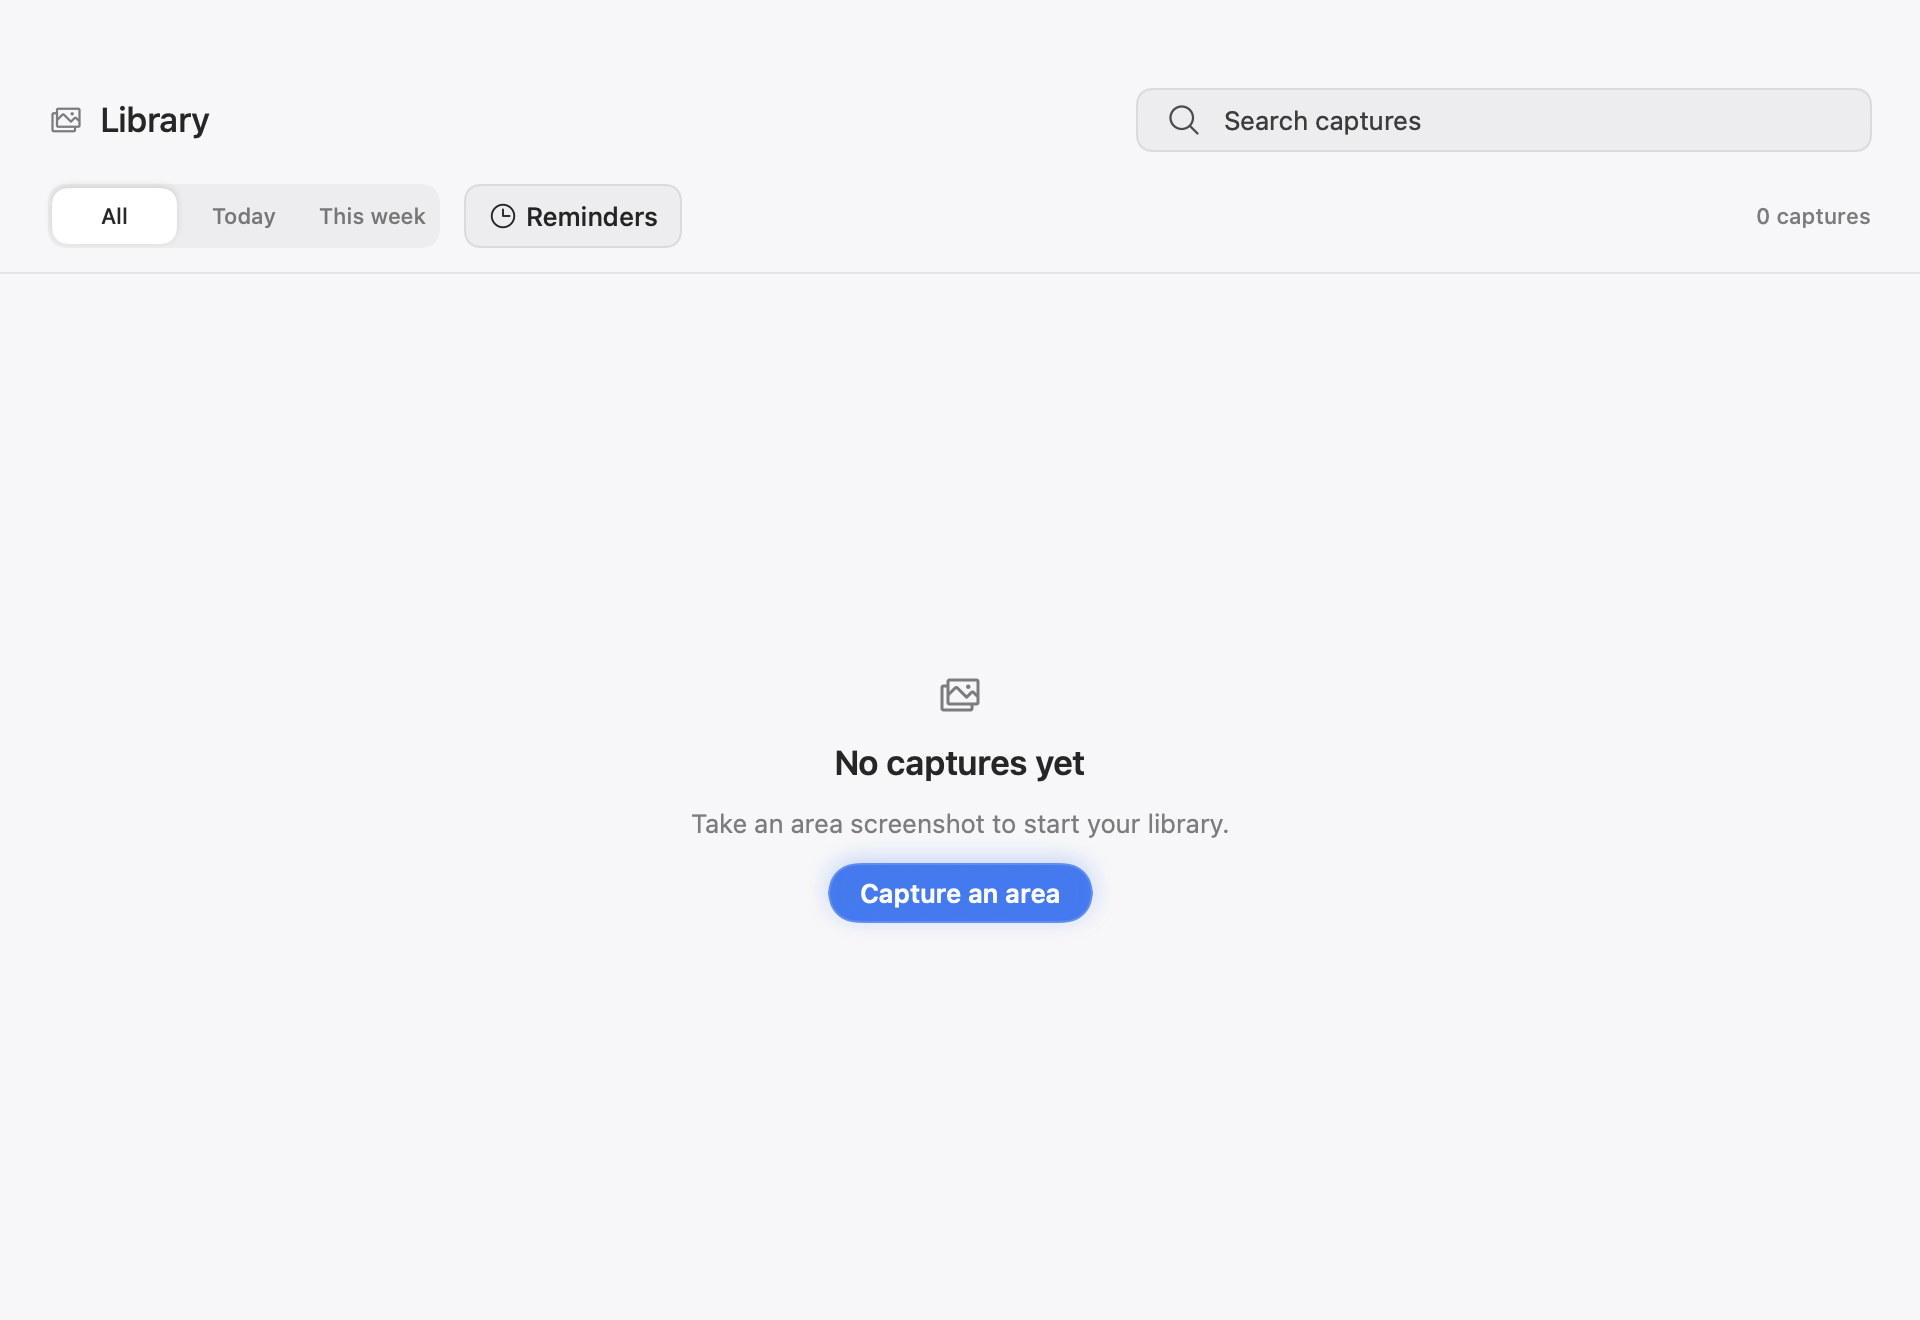 Library
Search captures
All
Today
This week
Reminders
0 captures
No captures yet
Take an area screenshot to start your library.
Capture an area